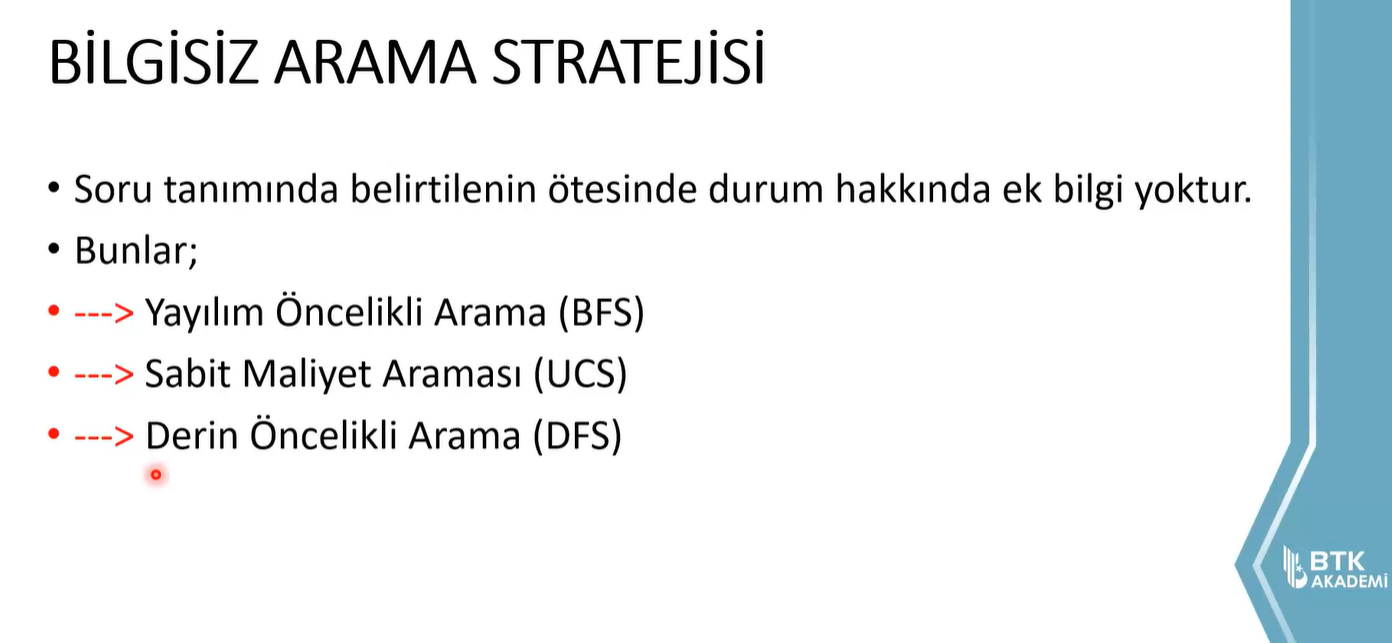 BİLGİSİZ ARAMA STRATEJİSİ
• Soru tanımında belirtilenin ötesinde durum hakkında ek bilgi yoktur.
• Bunlar;
• ---> Yayılım Öncelikli Arama (BFS)
• ---> Sabit Maliyet Araması (UCS)
• ---> Derin Öncelikli Arama (DFS)
BTK
AKADEMİ